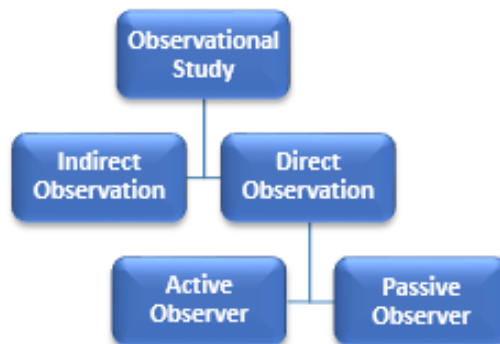 Observational
Study
Indirect
Observation
Direct
Observation
Active
Observer
Passive
Observer